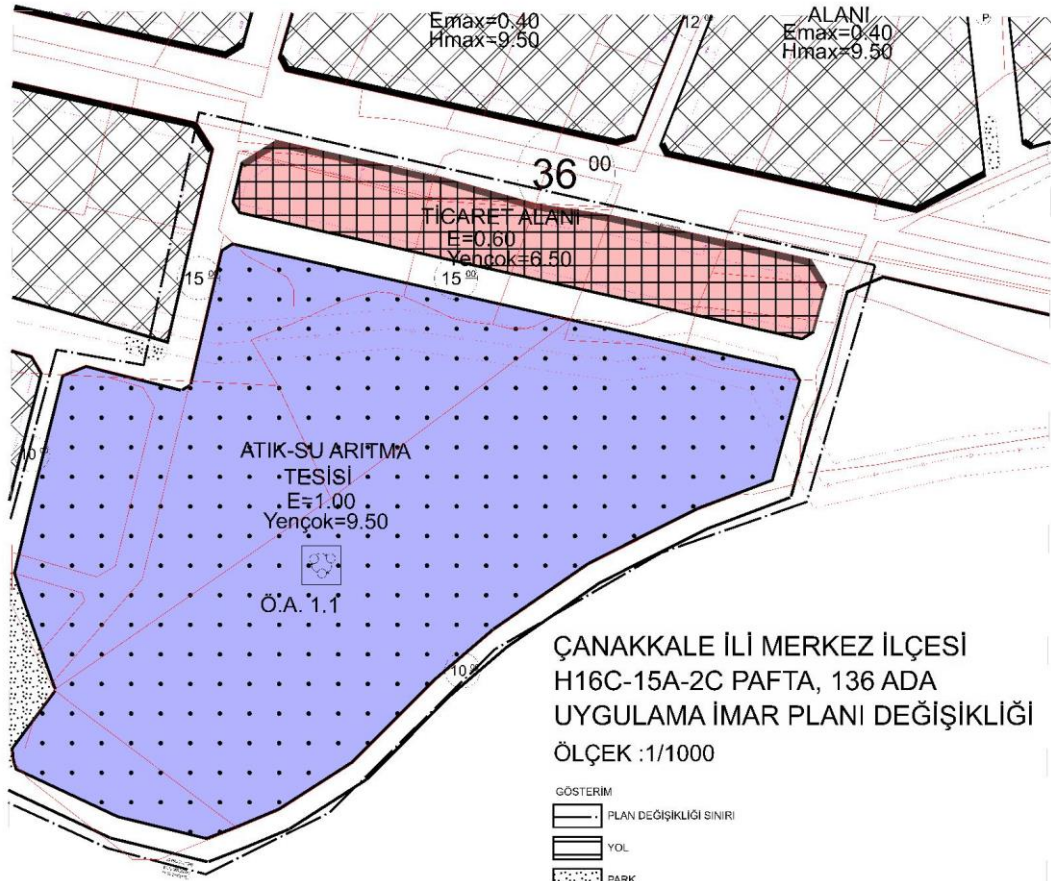 Emax=0.40
Hmax=9.50
12
ALANI
Emax=0.40
Hmax=9.50
P
36 00
TİCARET ALANI
E=0.60
Yençok=6.50
15 00
15 00
10
ATIK-SU ARITMA
TESİSİ
E=1.00
Yençok=9.50
Ö.A. 1.1
10
ÇANAKKALE İLİ MERKEZ İLÇESİ
H16C-15A-2C PAFTA, 136 ADA
UYGULAMA İMAR PLANI DEĞİŞİKLİĞİ
ÖLÇEK :1/1000
GÖSTERİM
PLAN DEĞİŞİKLİĞİ SINIRI
YOL
PARK